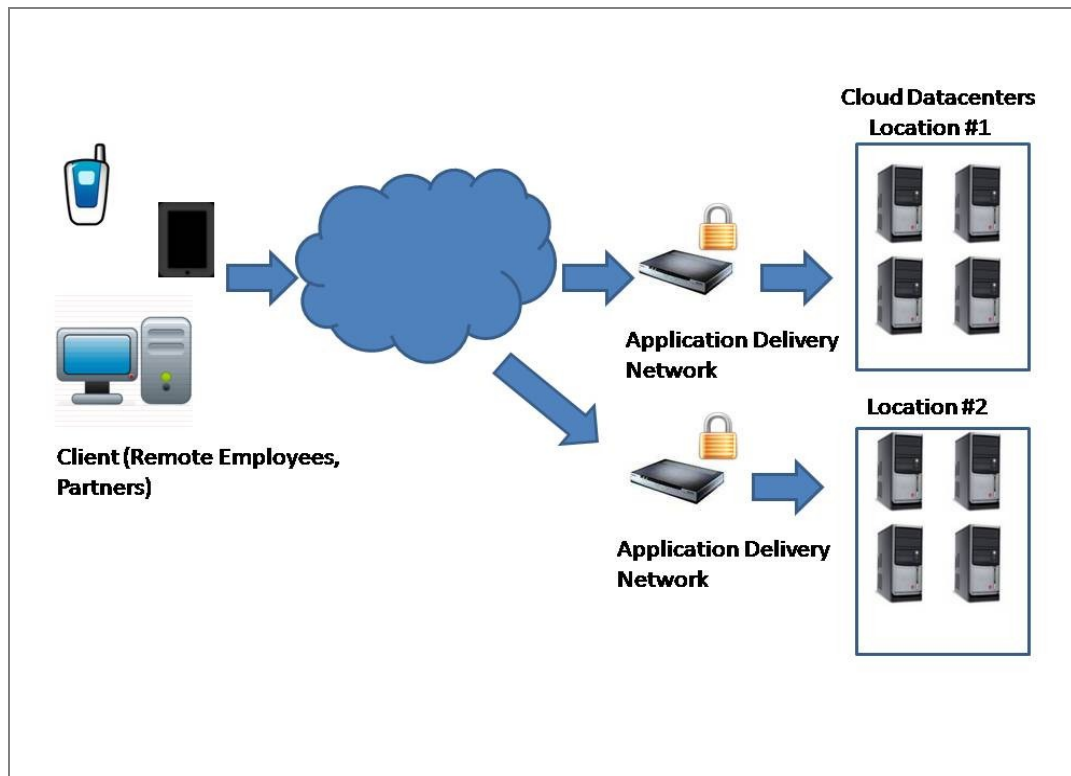 Cloud Datacenters
Location #1
Application Delivery
Network
Location #2
Client (Remote Employees,
Partners)
Application Delivery
Network